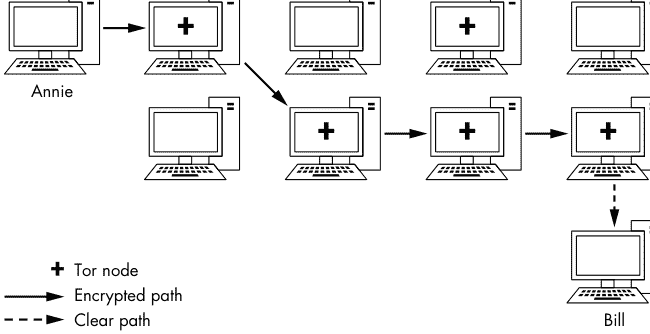 Annie
Tor node
Encrypted path
Clear path
Bill